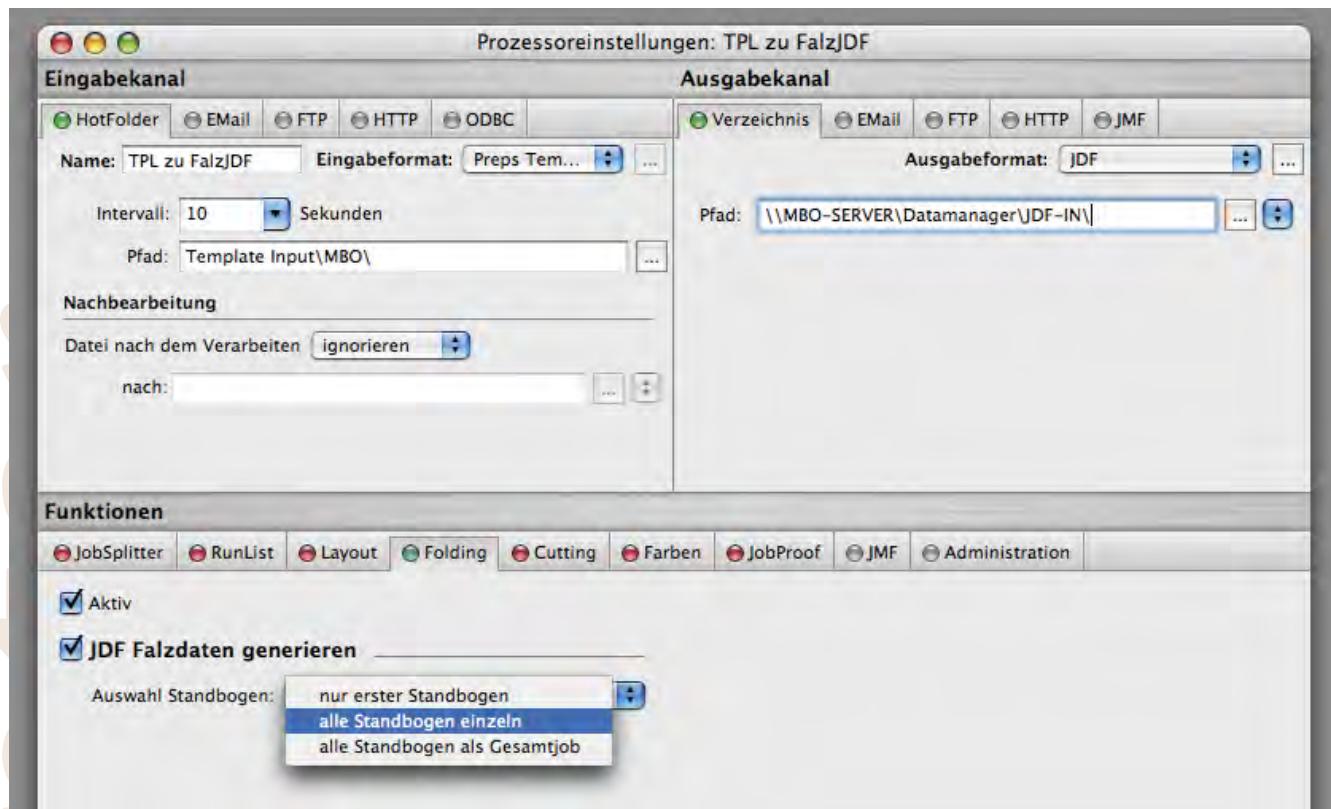 Prozessoreinstellungen: TPL zu FalzJDF
Eingabekanal
HotFolder EMail FTP HTTP ODBC
Name: TPL zu FalzJDF Eingabeformat: Preps Tem... ...
Intervall: 10 Sekunden
Pfad: Template Input\MBO\ ...
Nachbearbeitung
Datei nach dem Verarbeiten ignorieren
nach: ...
Ausgabekanal
Verzeichnis EMail FTP HTTP JMF
Ausgabeformat: JDF ...
Pfad: \\MBO-SERVER\Datamanager\JDF-IN\ ...
Funktionen
JobSplitter RunList Layout Folding Cutting Farben JobProof JMF Administration
Aktiv
JDF Falzdaten generieren
Auswahl Standbogen: nur erster Standbogen
alle Standbogen einzeln
alle Standbogen als Gesamtjob